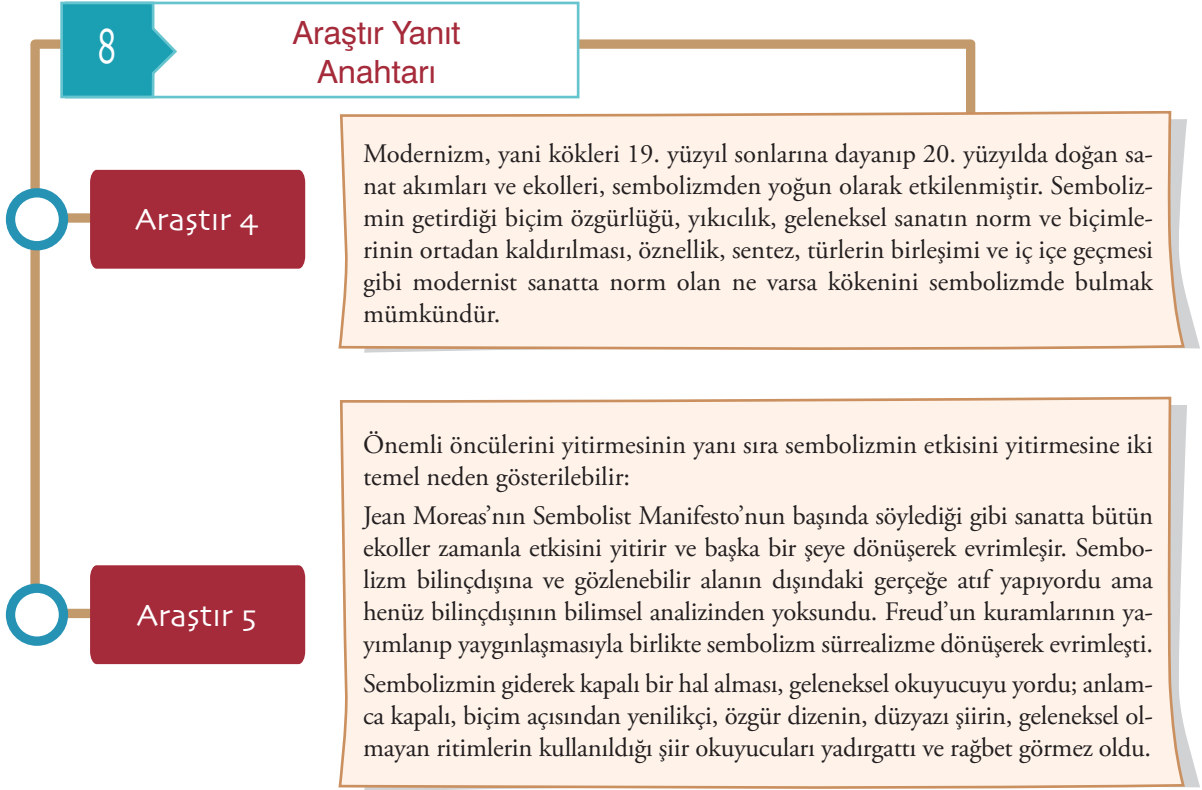 8
Araştır Yanıt
Anahtarı
Araştır 4
Modernizm, yani kökleri 19. yüzyıl sonlarına dayanıp 20. yüzyılda doğan sa-
nat akımları ve ekolleri, sembolizmden yoğun olarak etkilenmiştir. Semboliz-
min getirdiği biçim özgürlüğü, yıkıcılık, geleneksel sanatın norm ve biçimle-
rinin ortadan kaldırılması, öznellik, sentez, türlerin birleşimi ve iç içe geçmesi
gibi modernist sanatta norm olan ne varsa kökenini sembolizmde bulmak
mümkündür.
Araştır 5
Önemli öncülerini yitirmesinin yanı sıra sembolizmin etkisini yitirmesine iki
temel neden gösterilebilir:
Jean Moreas’nın Sembolist Manifesto’nun başında söylediği gibi sanatta bütün
ekoller zamanla etkisini yitirir ve başka bir şeye dönüşerek evrimleşir. Sembo-
lizm bilinçdışına ve gözlenebilir alanın dışındaki gerçeğe atıf yapıyordu ama
henüz bilinçdışının bilimsel analizinden yoksundu. Freud’un kuramlarının ya-
yımlanıp yaygınlaşmasıyla birlikte sembolizm sürrealizme dönüşerek evrimleşti.
Sembolizmin giderek kapalı bir hal alması, geleneksel okuyucuyu yordu; anlam-
ca kapalı, biçim açısından yenilikçi, özgür dizenin, düzyazı şiirin, geleneksel ol-
mayan ritimlerin kullanıldığı şiir okuyucuları yadırgattı ve rağbet görmez oldu.